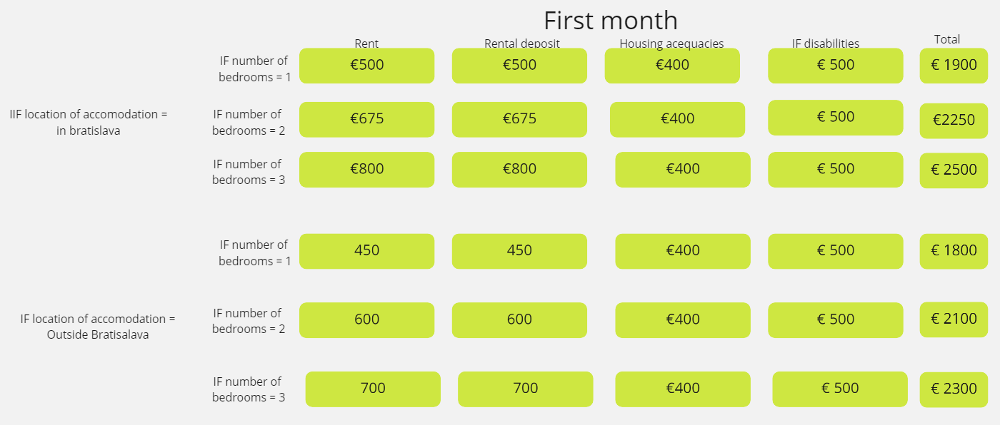 First month
Rent Rental deposit Housing acequacies IF disabilities Total
IF number of
bedrooms = 1
€500 €500 €400 € 500 € 1900
IIF location of accomodation =
in bratislava
IF number of
bedrooms = 2
€675 €675 €400 € 500 €2250
IF number of
bedrooms = 3
€800 €800 €400 € 500 € 2500
IF number of
bedrooms = 1
450 450 €400 € 500 € 1800
IF location of accomodation =
Outside Bratisalava
IF number of
bedrooms = 2
600 600 €400 € 500 € 2100
IF number of
bedrooms = 3
700 700 €400 € 500 € 2300